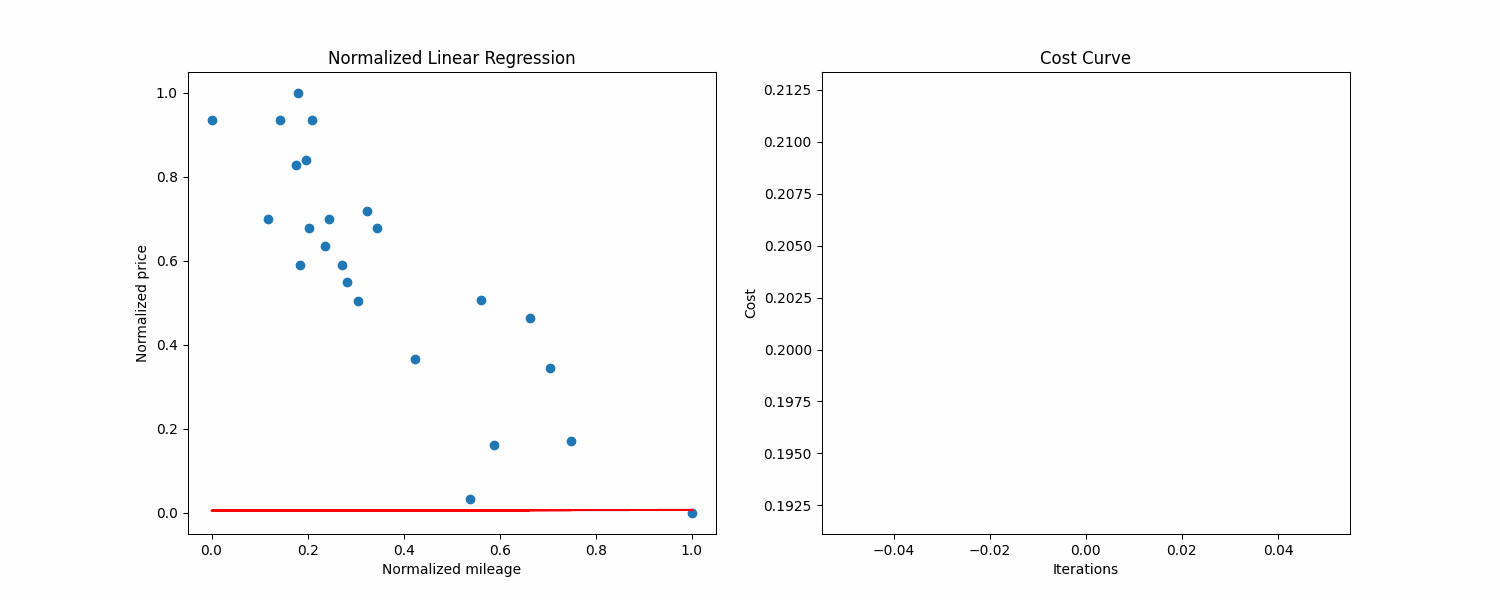 Normalized Linear Regression
Normalized price
1.0
0.8
0.6
0.4
0.2
0.0
0.0 0.2 0.4 0.6 0.8 1.0
Normalized mileage
Cost Curve
Cost
0.2125
0.2100
0.2075
0.2050
0.2025
0.2000
0.1975
0.1950
0.1925
−0.04 −0.02 0.00 0.02 0.04
Iterations